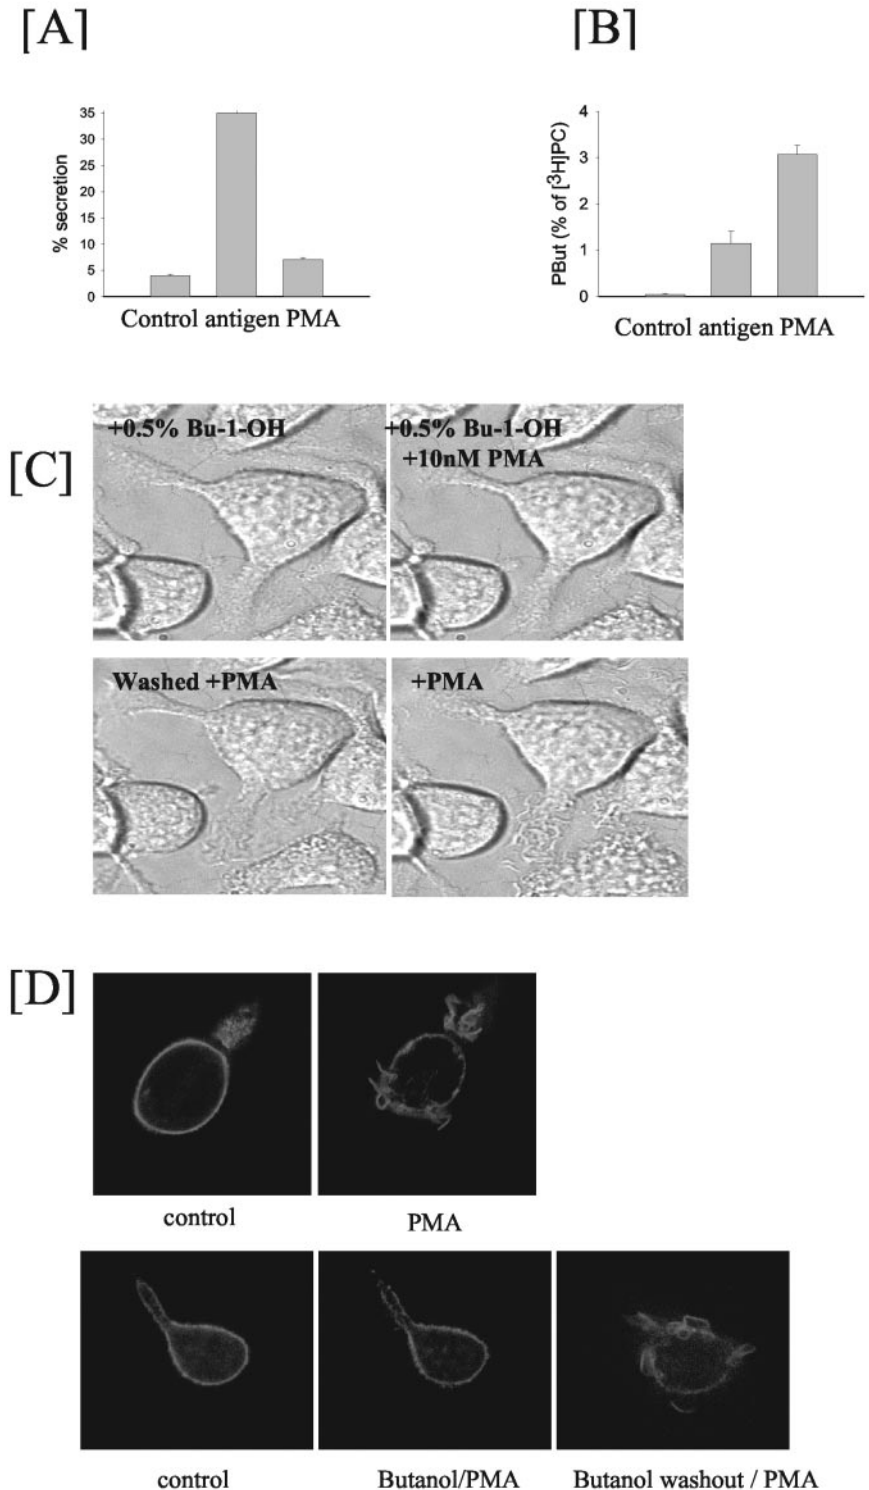 [A]
[B]
% secretion
35
30
25
20
15
10
5
0
Control antigen PMA
PBut (% of [³H]PC)
4
3
2
1
0
Control antigen PMA
[C]
+0.5% Bu-1-OH
+0.5% Bu-1-OH
+10nM PMA
Washed +PMA
+PMA
[D]
control
PMA
control
Butanol/PMA
Butanol washout / PMA